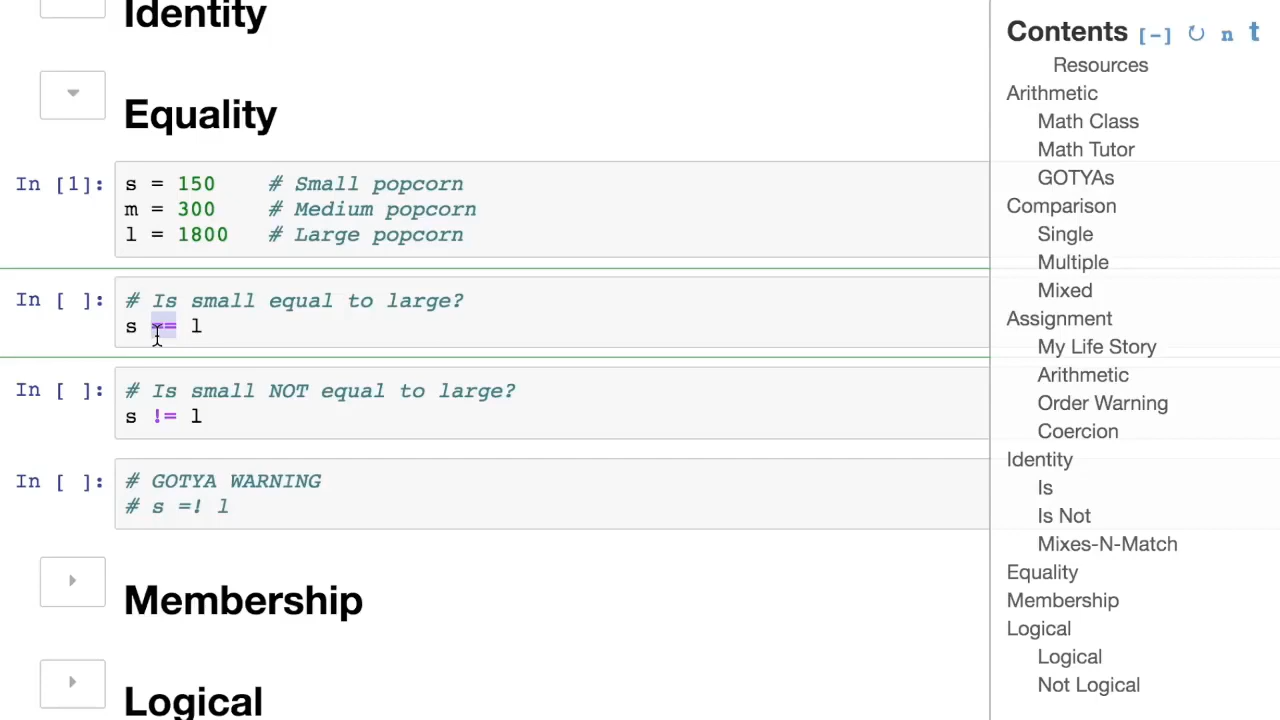 Identity
Equality
In [1]:
s = 150 # Small popcorn
m = 300 # Medium popcorn
l = 1800 # Large popcorn
In [ ]:
# Is small equal to large?
s == l
In [ ]:
# Is small NOT equal to large?
s != l
In [ ]:
# GOTYA WARNING
# s =! l
Membership
Logical
Contents [-] ↻ n t
Resources
Arithmetic
Math Class
Math Tutor
GOTYAs
Comparison
Single
Multiple
Mixed
Assignment
My Life Story
Arithmetic
Order Warning
Coercion
Identity
Is
Is Not
Mixes-N-Match
Equality
Membership
Logical
Logical
Not Logical